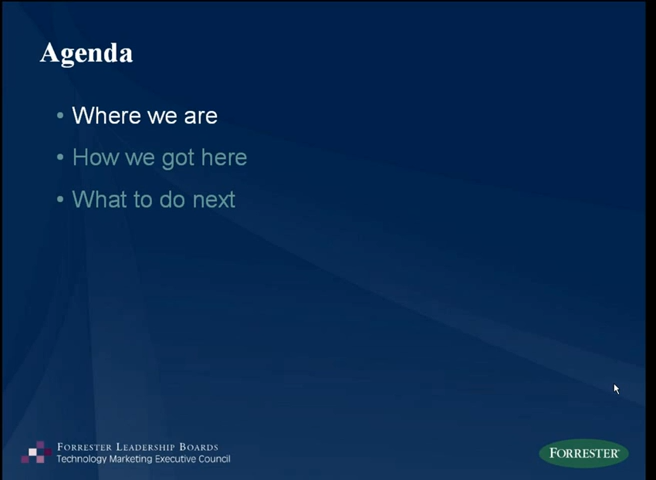 Agenda
• Where we are
• How we got here
• What to do next
FORRESTER LEADERSHIP BOARDS
Technology Marketing Executive Council
FORRESTER®